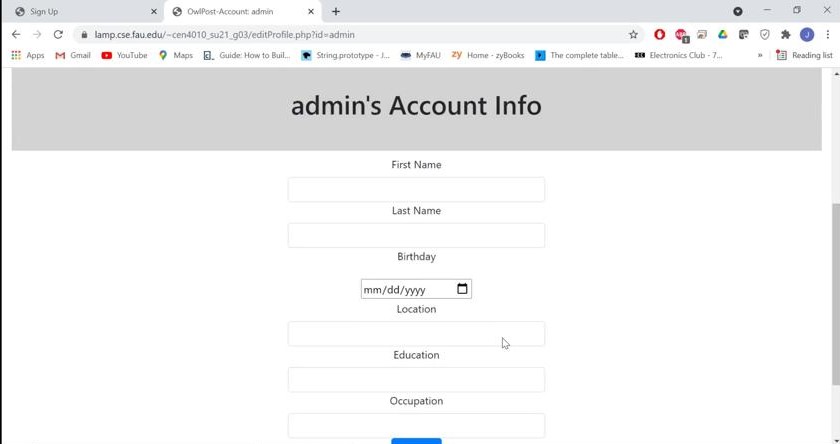 Sign Up
OwlPost-Account: admin
lamp.cse.fau.edu/~cen4010_su21_g03/editProfile.php?id=admin
Apps
Gmail
YouTube
Maps
Guide: How to Buil...
String.prototype - J...
MyFAU
zy Home - zyBooks
The complete table...
Electronics Club - 7...
»
Reading list
admin's Account Info
First Name
Last Name
Birthday
mm/dd/yyyy
Location
Education
Occupation